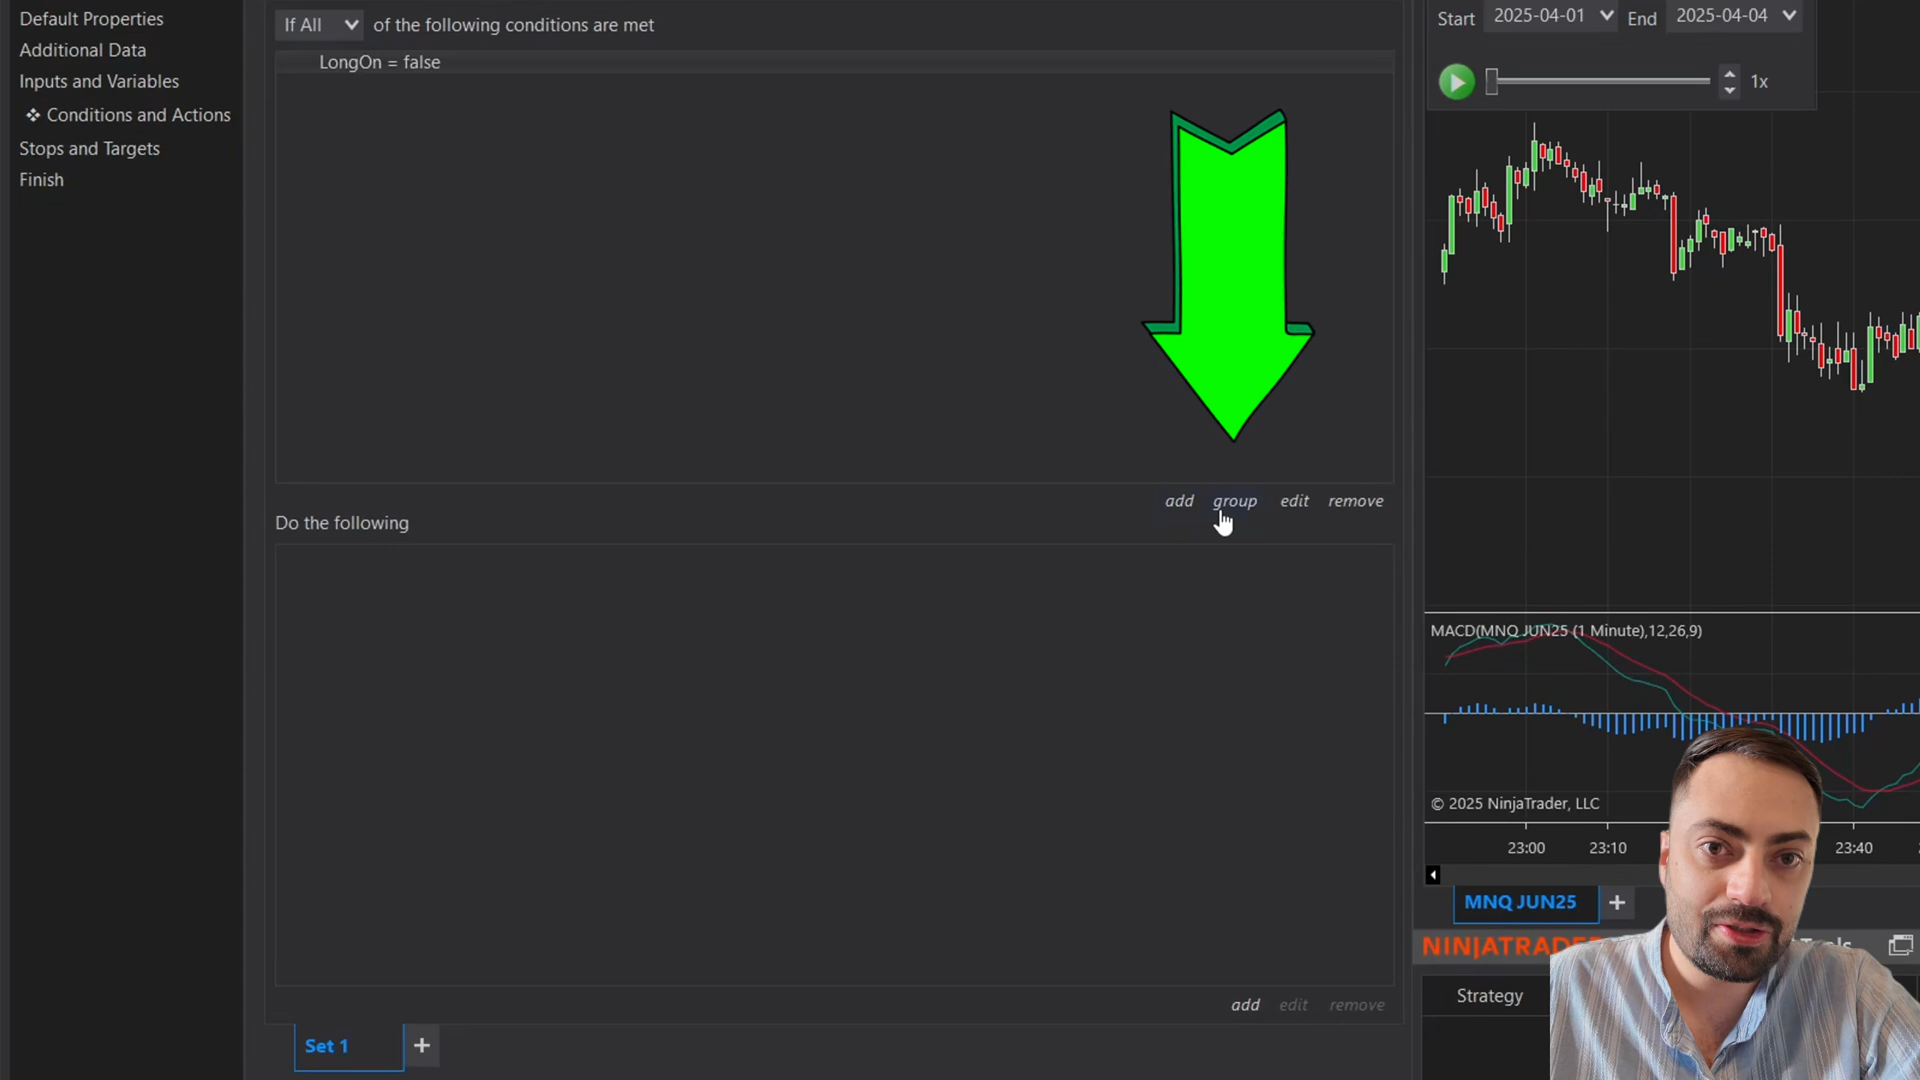 Default Properties
Additional Data
Inputs and Variables
Conditions and Actions
Stops and Targets
Finish
If All of the following conditions are met
LongOn = false
add group edit remove
Do the following
add edit remove
Set 1 +
Start 2025-04-01 End 2025-04-04
1x
MACD(MNQ JUN25 (1 Minute),12,26,9)
© 2025 NinjaTrader, LLC
23:00 23:10 23:40
MNQ JUN25 +
Strategy